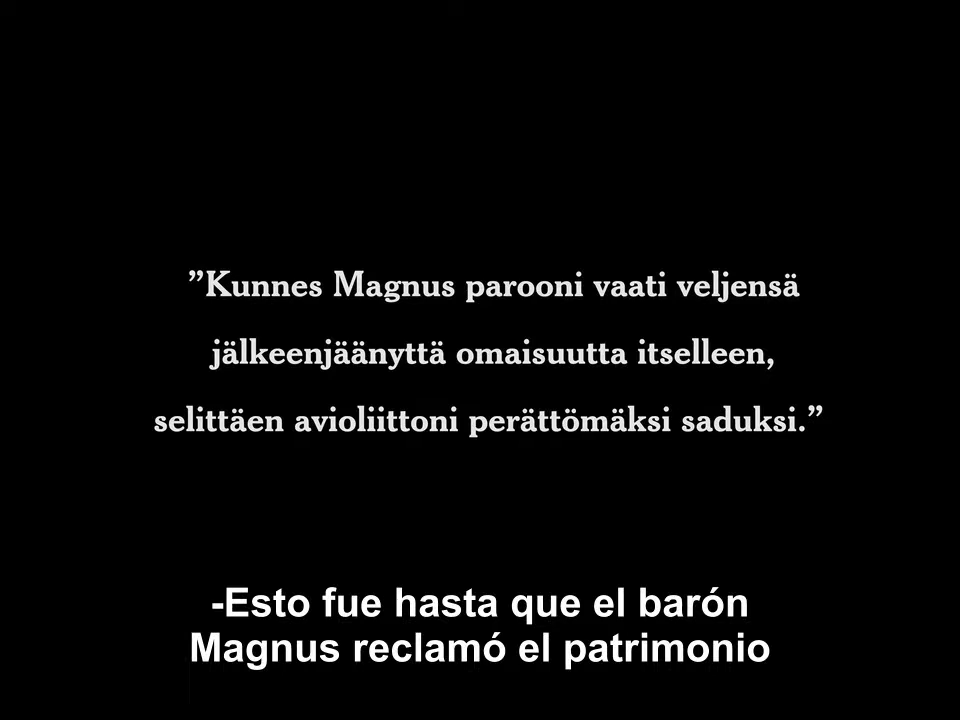 ”Kunnes Magnus parooni vaati veljensä
jälkeenjäänyttä omaisuutta itselleen,
selittäen avioliittoni perättömäksi saduksi.”
-Esto fue hasta que el barón
Magnus reclamó el patrimonio